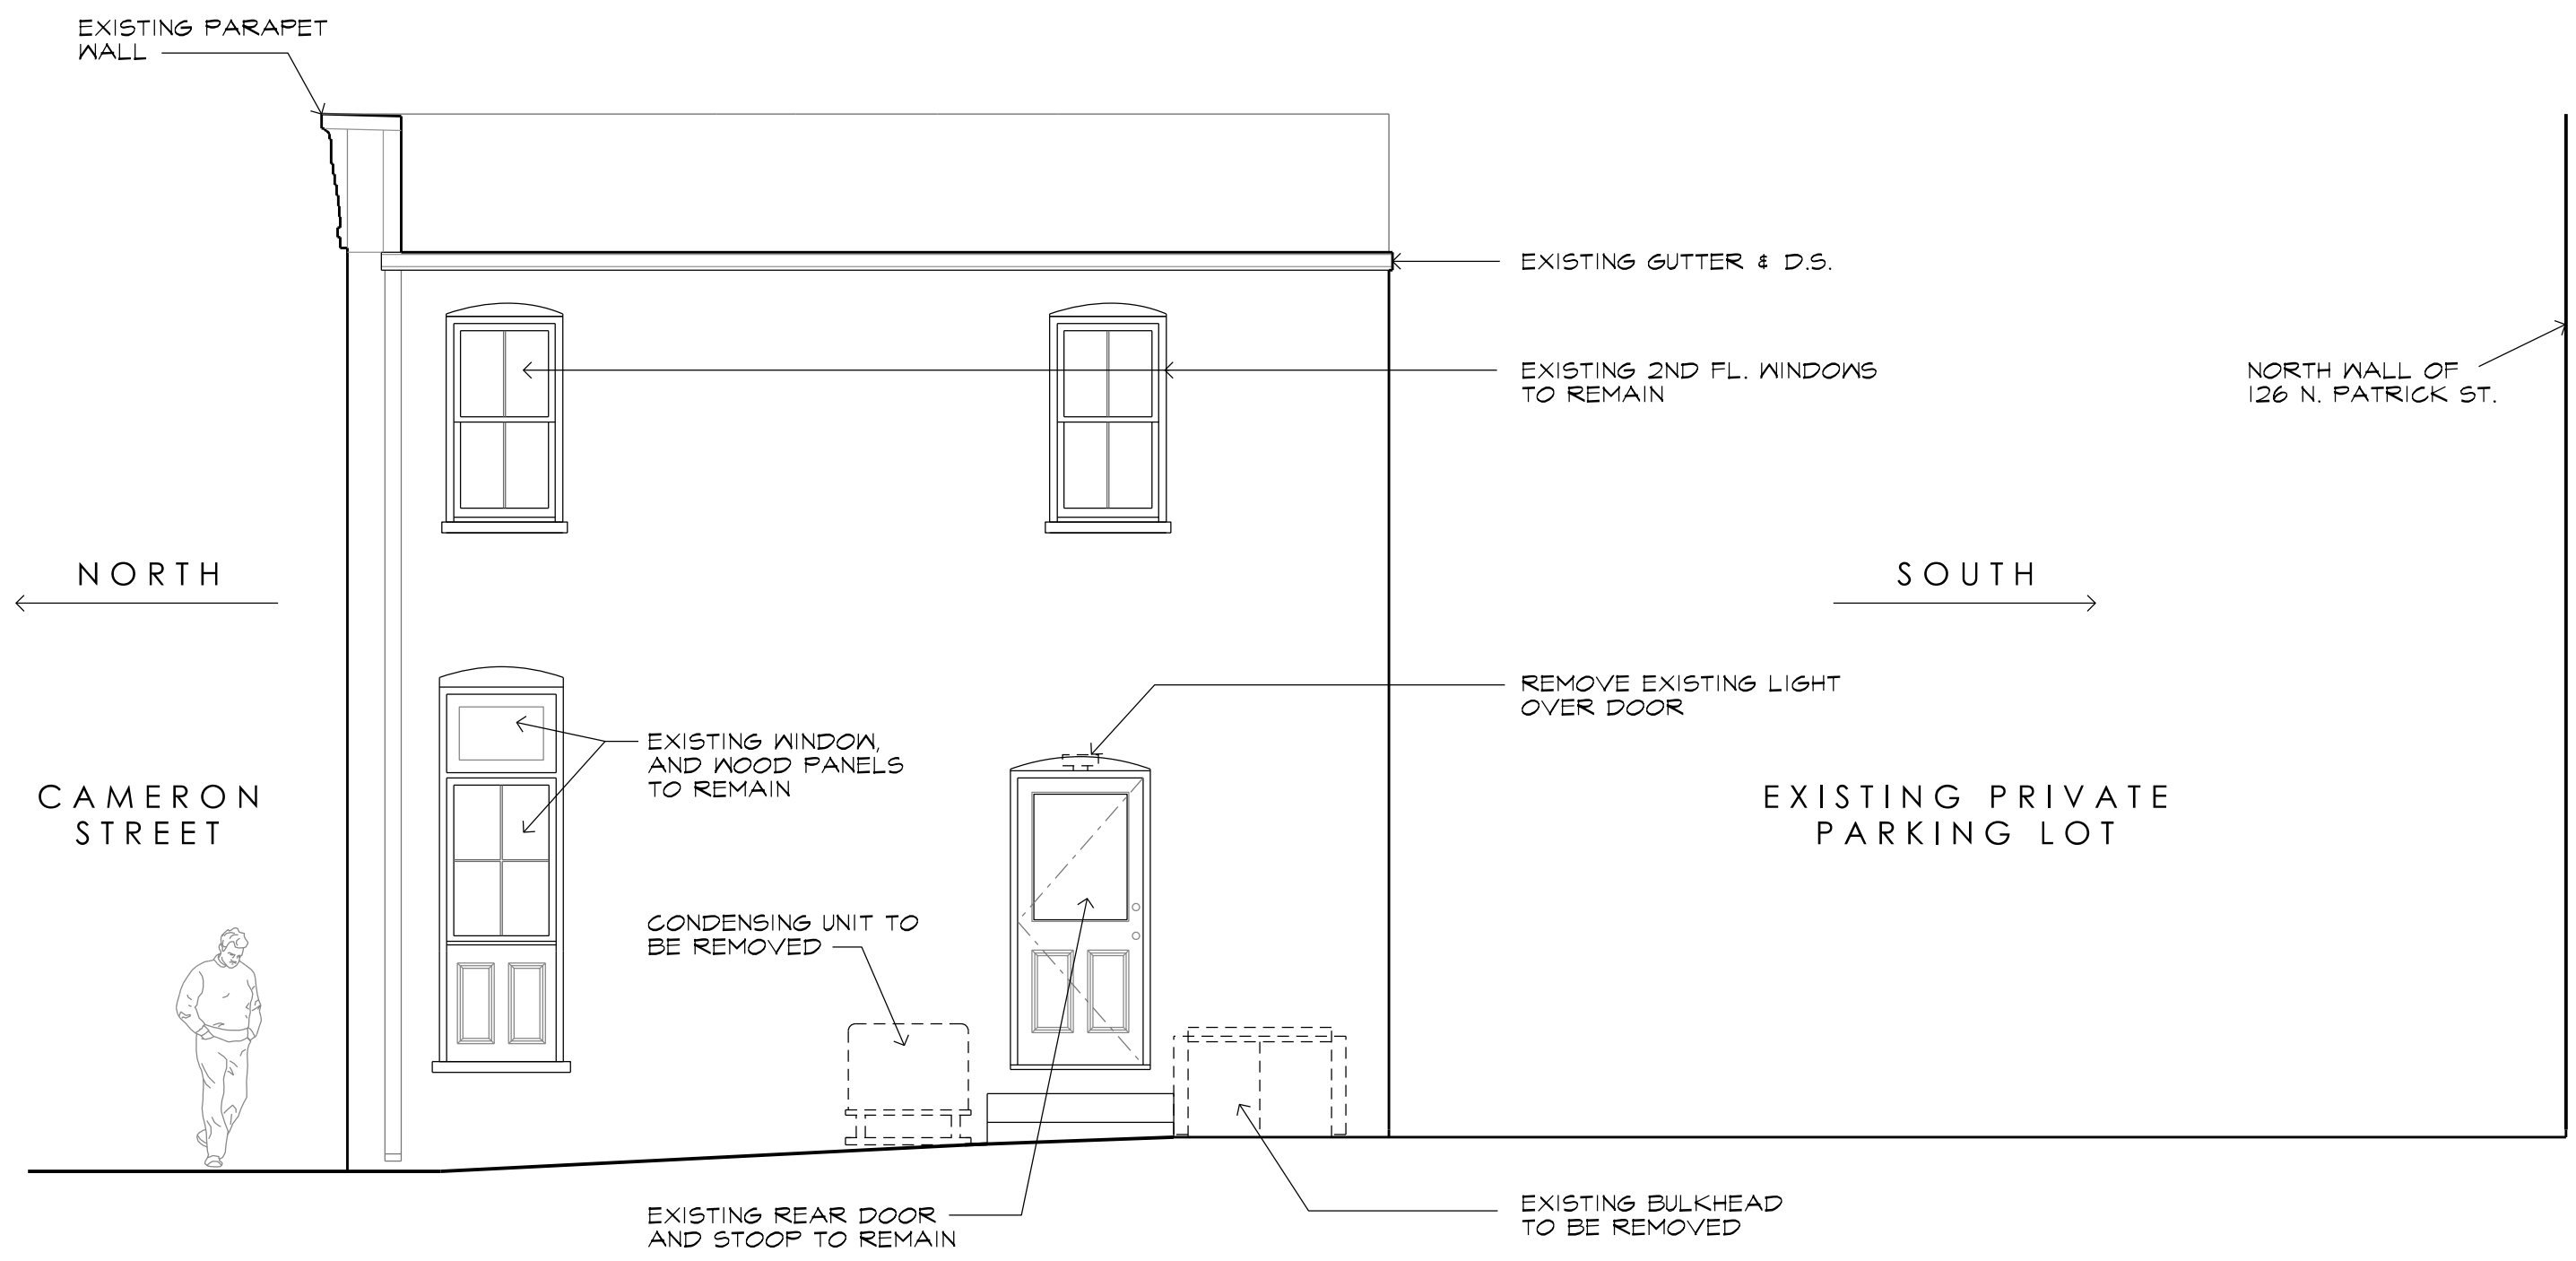 EXISTING PARAPET
WALL
EXISTING GUTTER & D.S.
EXISTING 2ND FL. WINDOWS
TO REMAIN
NORTH WALL OF
126 N. PATRICK ST.
NORTH
SOUTH
REMOVE EXISTING LIGHT
OVER DOOR
EXISTING WINDOW,
AND WOOD PANELS
TO REMAIN
CAMERON
STREET
EXISTING PRIVATE
PARKING LOT
CONDENSING UNIT TO
BE REMOVED
EXISTING REAR DOOR
AND STOOP TO REMAIN
EXISTING BULKHEAD
TO BE REMOVED